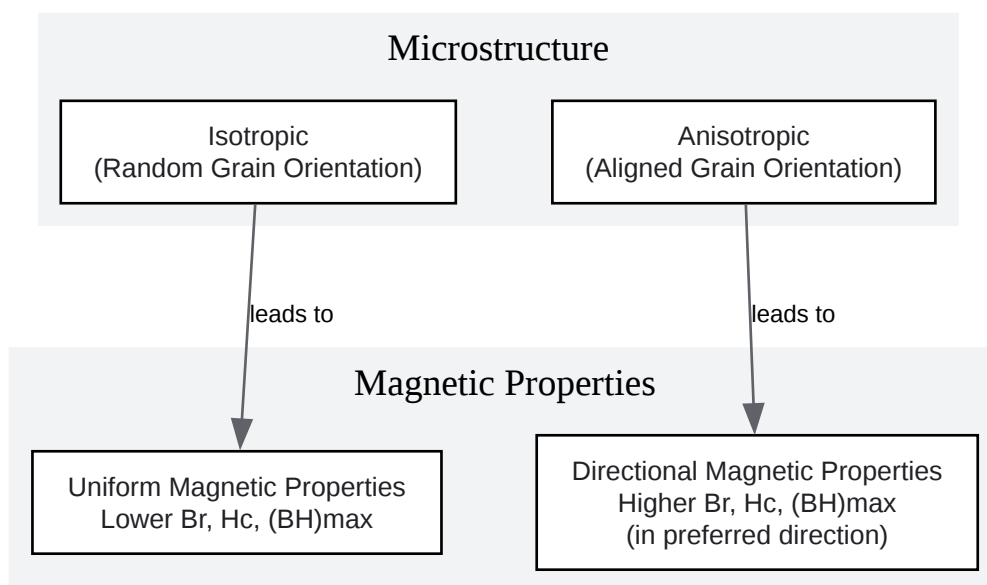 Microstructure
Isotropic
(Random Grain Orientation)
Anisotropic
(Aligned Grain Orientation)
leads to
leads to
Magnetic Properties
Uniform Magnetic Properties
Lower Br, Hc, (BH)max
Directional Magnetic Properties
Higher Br, Hc, (BH)max
(in preferred direction)